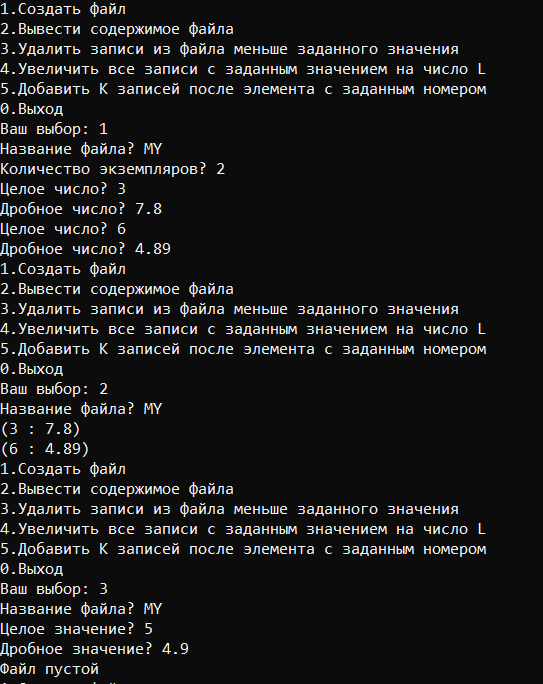 1.Создать файл
2.Вывести содержимое файла
3.Удалить записи из файла меньше заданного значения
4.Увеличить все записи с заданным значением на число L
5.Добавить K записей после элемента с заданным номером
0.Выход
Ваш выбор: 1
Название файла? MY
Количество экземпляров? 2
Целое число? 3
Дробное число? 7.8
Целое число? 6
Дробное число? 4.89
1.Создать файл
2.Вывести содержимое файла
3.Удалить записи из файла меньше заданного значения
4.Увеличить все записи с заданным значением на число L
5.Добавить K записей после элемента с заданным номером
0.Выход
Ваш выбор: 2
Название файла? MY
(3 : 7.8)
(6 : 4.89)
1.Создать файл
2.Вывести содержимое файла
3.Удалить записи из файла меньше заданного значения
4.Увеличить все записи с заданным значением на число L
5.Добавить K записей после элемента с заданным номером
0.Выход
Ваш выбор: 3
Название файла? MY
Целое значение? 5
Дробное значение? 4.9
Файл пустой